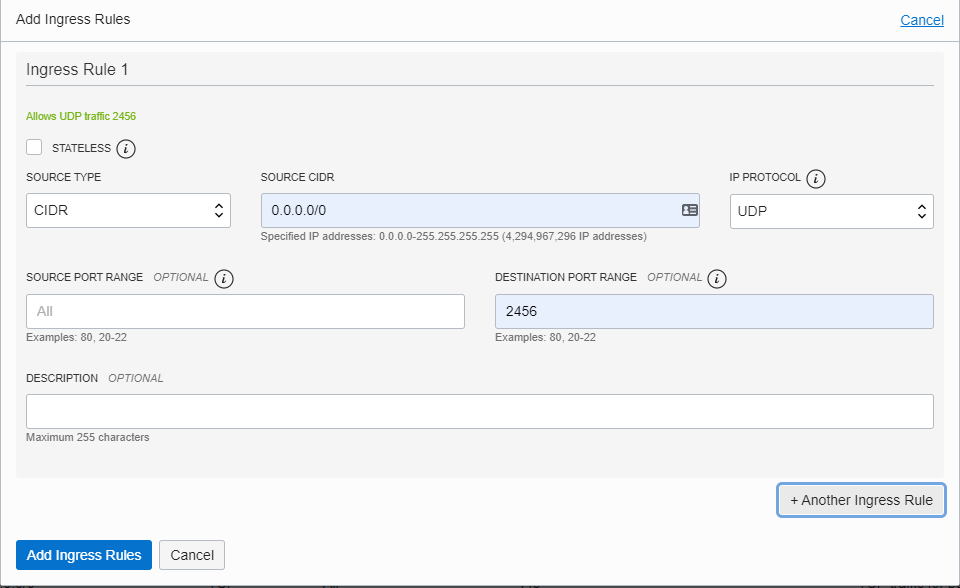 Add Ingress Rules
Cancel
Ingress Rule 1
Allows UDP traffic 2456
STATELESS i
SOURCE TYPE
SOURCE CIDR
IP PROTOCOL i
CIDR
0.0.0.0/0
UDP
Specified IP addresses: 0.0.0.0-255.255.255.255 (4,294,967,296 IP addresses)
SOURCE PORT RANGE OPTIONAL i
DESTINATION PORT RANGE OPTIONAL i
All
2456
Examples: 80, 20-22
Examples: 80, 20-22
DESCRIPTION OPTIONAL
Maximum 255 characters
+ Another Ingress Rule
Add Ingress Rules
Cancel